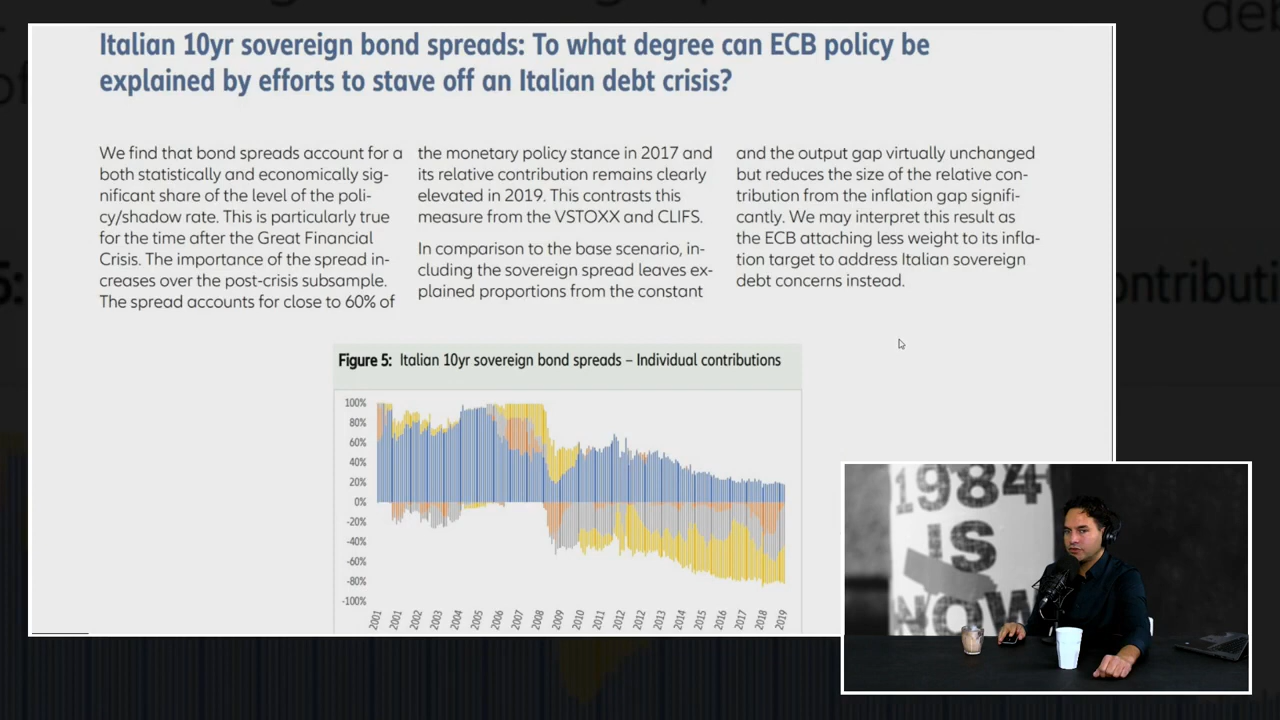 Italian 10yr sovereign bond spreads: To what degree can ECB policy be
explained by efforts to stave off an Italian debt crisis?
We find that bond spreads account for a
both statistically and economically sig-
nificant share of the level of the poli-
cy/shadow rate. This is particularly true
for the time after the Great Financial
Crisis. The importance of the spread in-
creases over the post-crisis subsample.
The spread accounts for close to 60% of
the monetary policy stance in 2017 and
its relative contribution remains clearly
elevated in 2019. This contrasts this
measure from the VSTOXX and CLIFS.
In comparison to the base scenario, in-
cluding the sovereign spread leaves ex-
plained proportions from the constant
and the output gap virtually unchanged
but reduces the size of the relative con-
tribution from the inflation gap signifi-
cantly. We may interpret this result as
the ECB attaching less weight to its infla-
tion target to address Italian sovereign
debt concerns instead.
Figure 5: Italian 10yr sovereign bond spreads – Individual contributions
100%
80%
60%
40%
20%
0%
-20%
-40%
-60%
-80%
-100%
2001 2001 2002 2003 2004 2005 2006 2007 2008 2009 2010 2011 2012 2012 2013 2014 2015 2016 2017 2018 2019
1984
IS
NOW